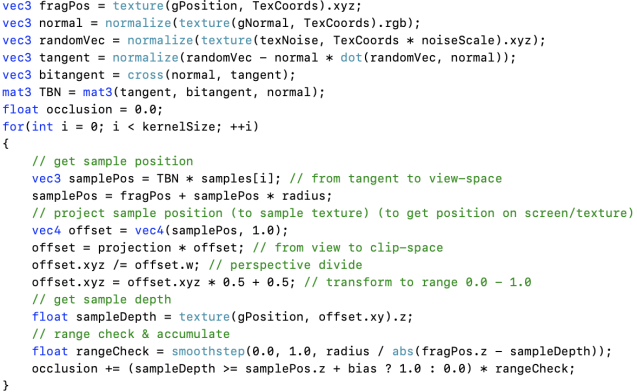 vec3 fragPos = texture(gPosition, TexCoords).xyz;
vec3 normal = normalize(texture(gNormal, TexCoords).rgb);
vec3 randomVec = normalize(texture(texNoise, TexCoords * noiseScale).xyz);
vec3 tangent = normalize(randomVec - normal * dot(randomVec, normal));
vec3 bitangent = cross(normal, tangent);
mat3 TBN = mat3(tangent, bitangent, normal);
float occlusion = 0.0;
for(int i = 0; i < kernelSize; ++i)
{
    // get sample position
    vec3 samplePos = TBN * samples[i]; // from tangent to view-space
    samplePos = fragPos + samplePos * radius;
    // project sample position (to sample texture) (to get position on screen/texture)
    vec4 offset = vec4(samplePos, 1.0);
    offset = projection * offset; // from view to clip-space
    offset.xyz /= offset.w; // perspective divide
    offset.xyz = offset.xyz * 0.5 + 0.5; // transform to range 0.0 - 1.0
    // get sample depth
    float sampleDepth = texture(gPosition, offset.xy).z;
    // range check & accumulate
    float rangeCheck = smoothstep(0.0, 1.0, radius / abs(fragPos.z - sampleDepth));
    occlusion += (sampleDepth >= samplePos.z + bias ? 1.0 : 0.0) * rangeCheck;
}